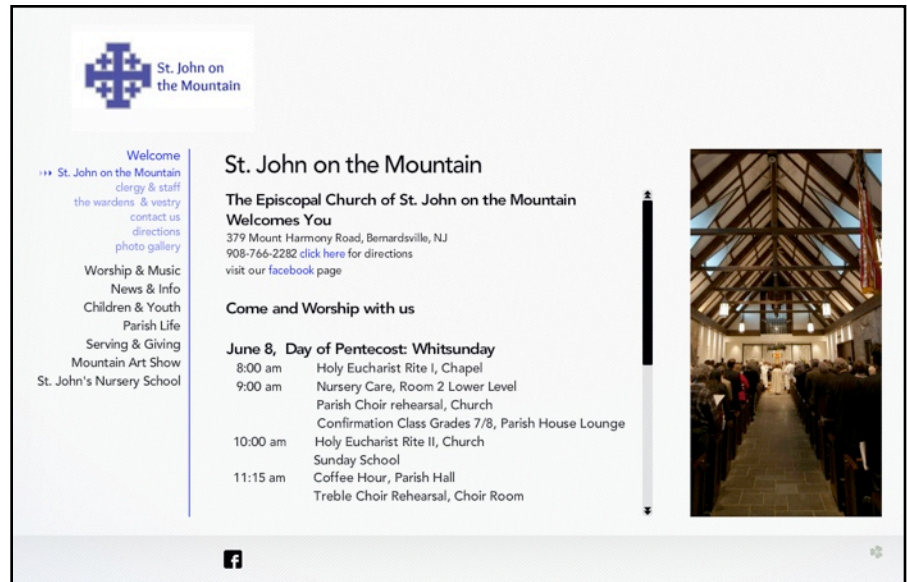 St. John on
the Mountain
Welcome
St. John on the Mountain
clergy & staff
the wardens & vestry
contact us
directions
photo gallery
Worship & Music
News & Info
Children & Youth
Parish Life
Serving & Giving
Mountain Art Show
St. John's Nursery School
St. John on the Mountain
The Episcopal Church of St. John on the Mountain
Welcomes You
379 Mount Harmony Road, Bernardsville, NJ
908-766-2282 click here for directions
visit our facebook page
Come and Worship with us
June 8, Day of Pentecost: Whitsunday
8:00 am Holy Eucharist Rite I, Chapel
9:00 am Nursery Care, Room 2 Lower Level
Parish Choir rehearsal, Church
Confirmation Class Grades 7/8, Parish House Lounge
10:00 am Holy Eucharist Rite II, Church
Sunday School
11:15 am Coffee Hour, Parish Hall
Treble Choir Rehearsal, Choir Room